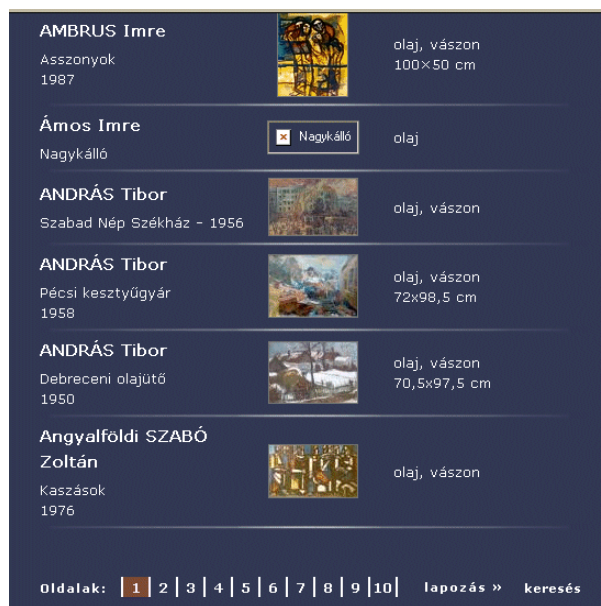 AMBRUS Imre
Asszonyok
1987
olaj, vászon
100×50 cm
Ámos Imre
Nagykálló
Nagykálló
olaj
ANDRÁS Tibor
Szabad Nép Székház - 1956
olaj, vászon
ANDRÁS Tibor
Pécsi kesztyűgyár
1958
olaj, vászon
72x98,5 cm
ANDRÁS Tibor
Debreceni olajütő
1950
olaj, vászon
70,5x97,5 cm
Angyalföldi SZABÓ
Zoltán
Kaszások
1976
olaj, vászon
Oldalak: | 1 | 2 | 3 | 4 | 5 | 6 | 7 | 8 | 9 | 10 | lapozás » keresés